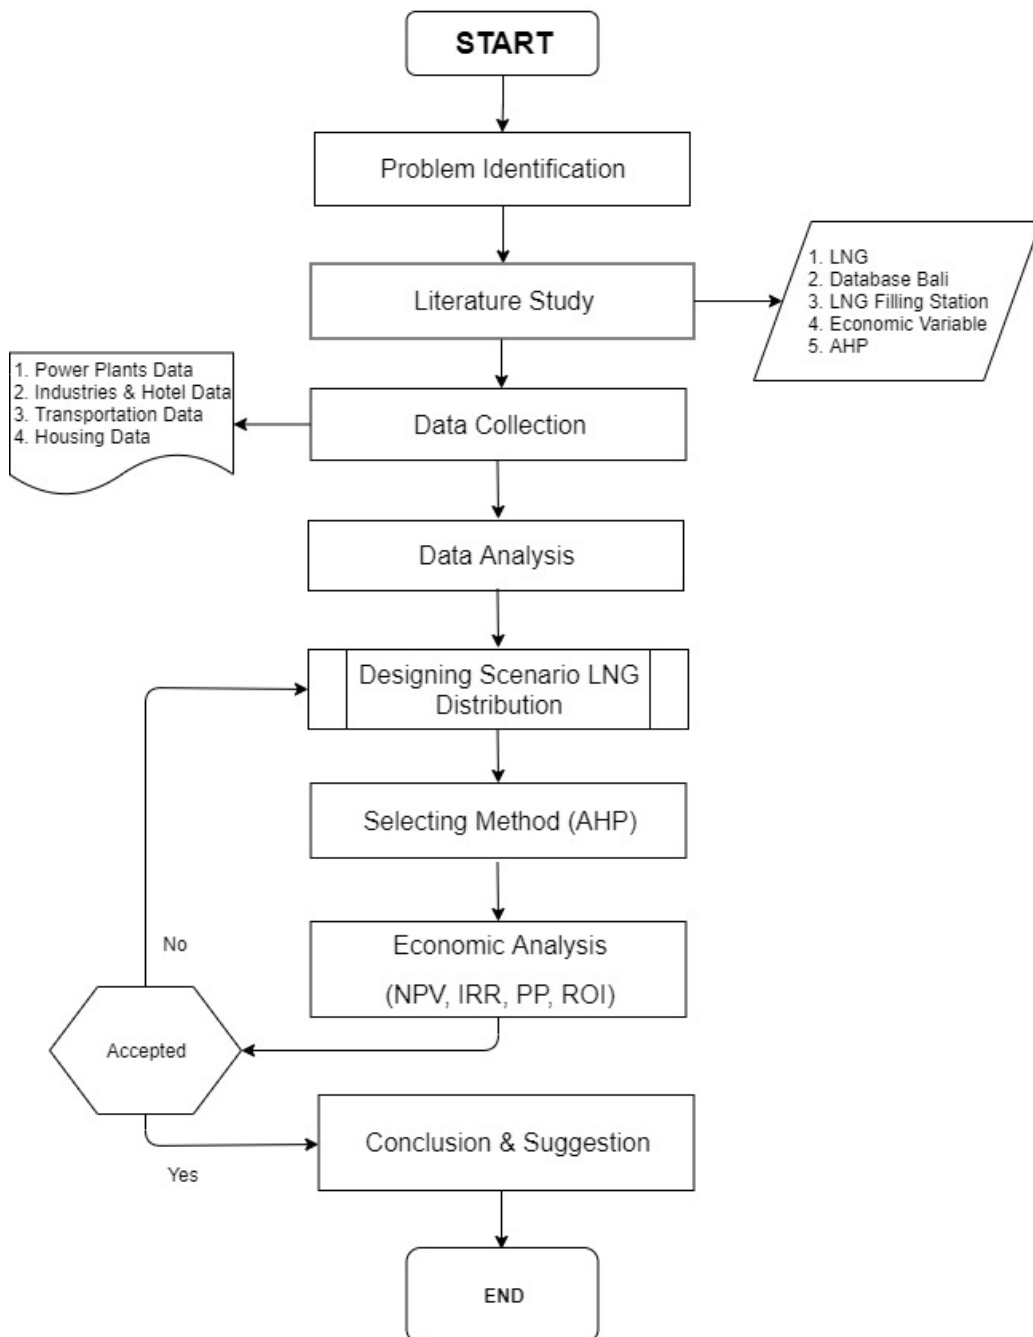 START
Problem Identification
Literature Study
1. LNG
2. Database Bali
3. LNG Filling Station
4. Economic Variable
5. AHP
1. Power Plants Data
2. Industries & Hotel Data
3. Transportation Data
4. Housing Data
Data Collection
Data Analysis
Designing Scenario LNG
Distribution
Selecting Method (AHP)
Economic Analysis
(NPV, IRR, PP, ROI)
No
Accepted
Yes
Conclusion & Suggestion
END